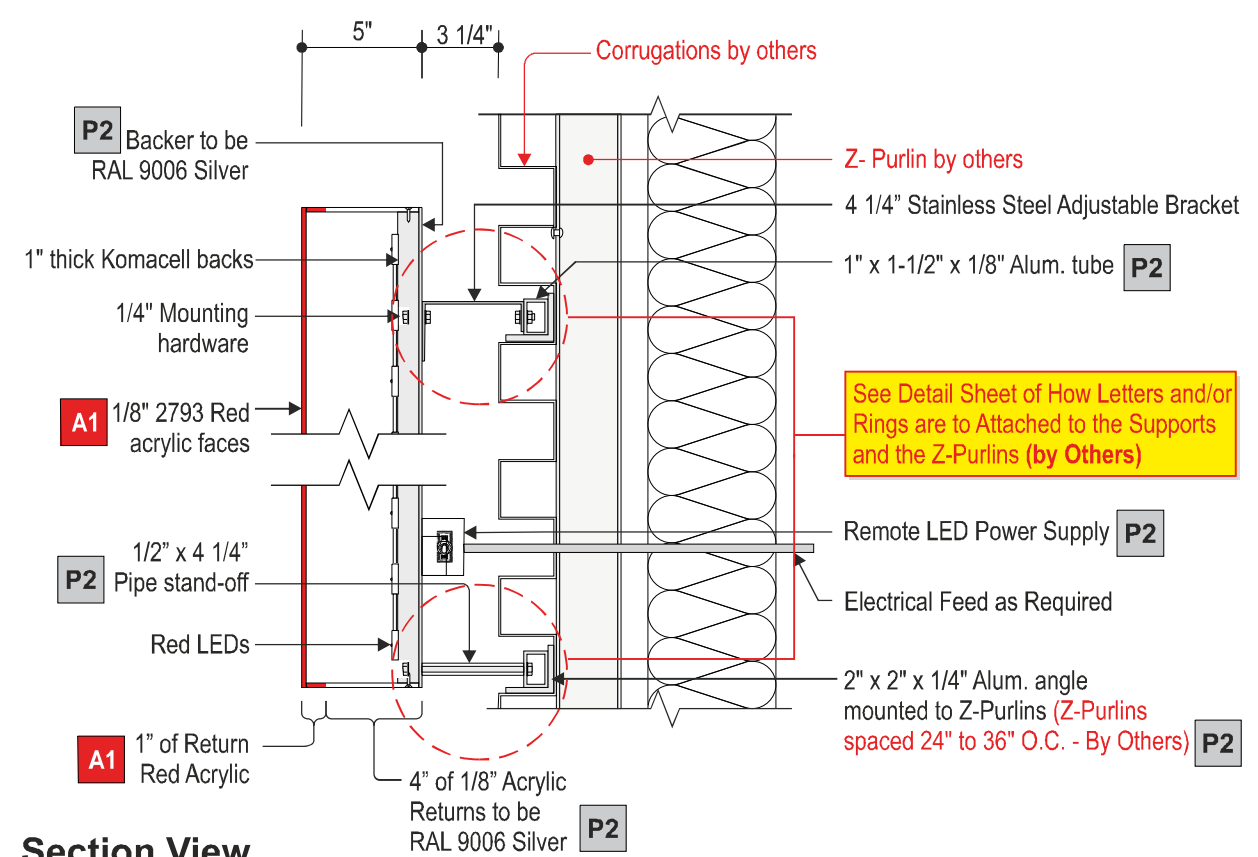 5"
3 1/4"
Corrugations by others
P2
Backer to be
RAL 9006 Silver
Z- Purlin by others
4 1/4” Stainless Steel Adjustable Bracket
1" thick Komacell backs
1" x 1-1/2" x 1/8" Alum. tube
P2
1/4" Mounting
hardware
A1
1/8" 2793 Red
acrylic faces
See Detail Sheet of How Letters and/or
Rings are to Attached to the Supports
and the Z-Purlins (by Others)
Remote LED Power Supply
P2
P2
1/2” x 4 1/4”
Pipe stand-off
Electrical Feed as Required
Red LEDs
2" x 2" x 1/4" Alum. angle
mounted to Z-Purlins (Z-Purlins
spaced 24" to 36" O.C. - By Others)
P2
A1
1” of Return
Red Acrylic
4” of 1/8” Acrylic
Returns to be
RAL 9006 Silver
P2
Section View